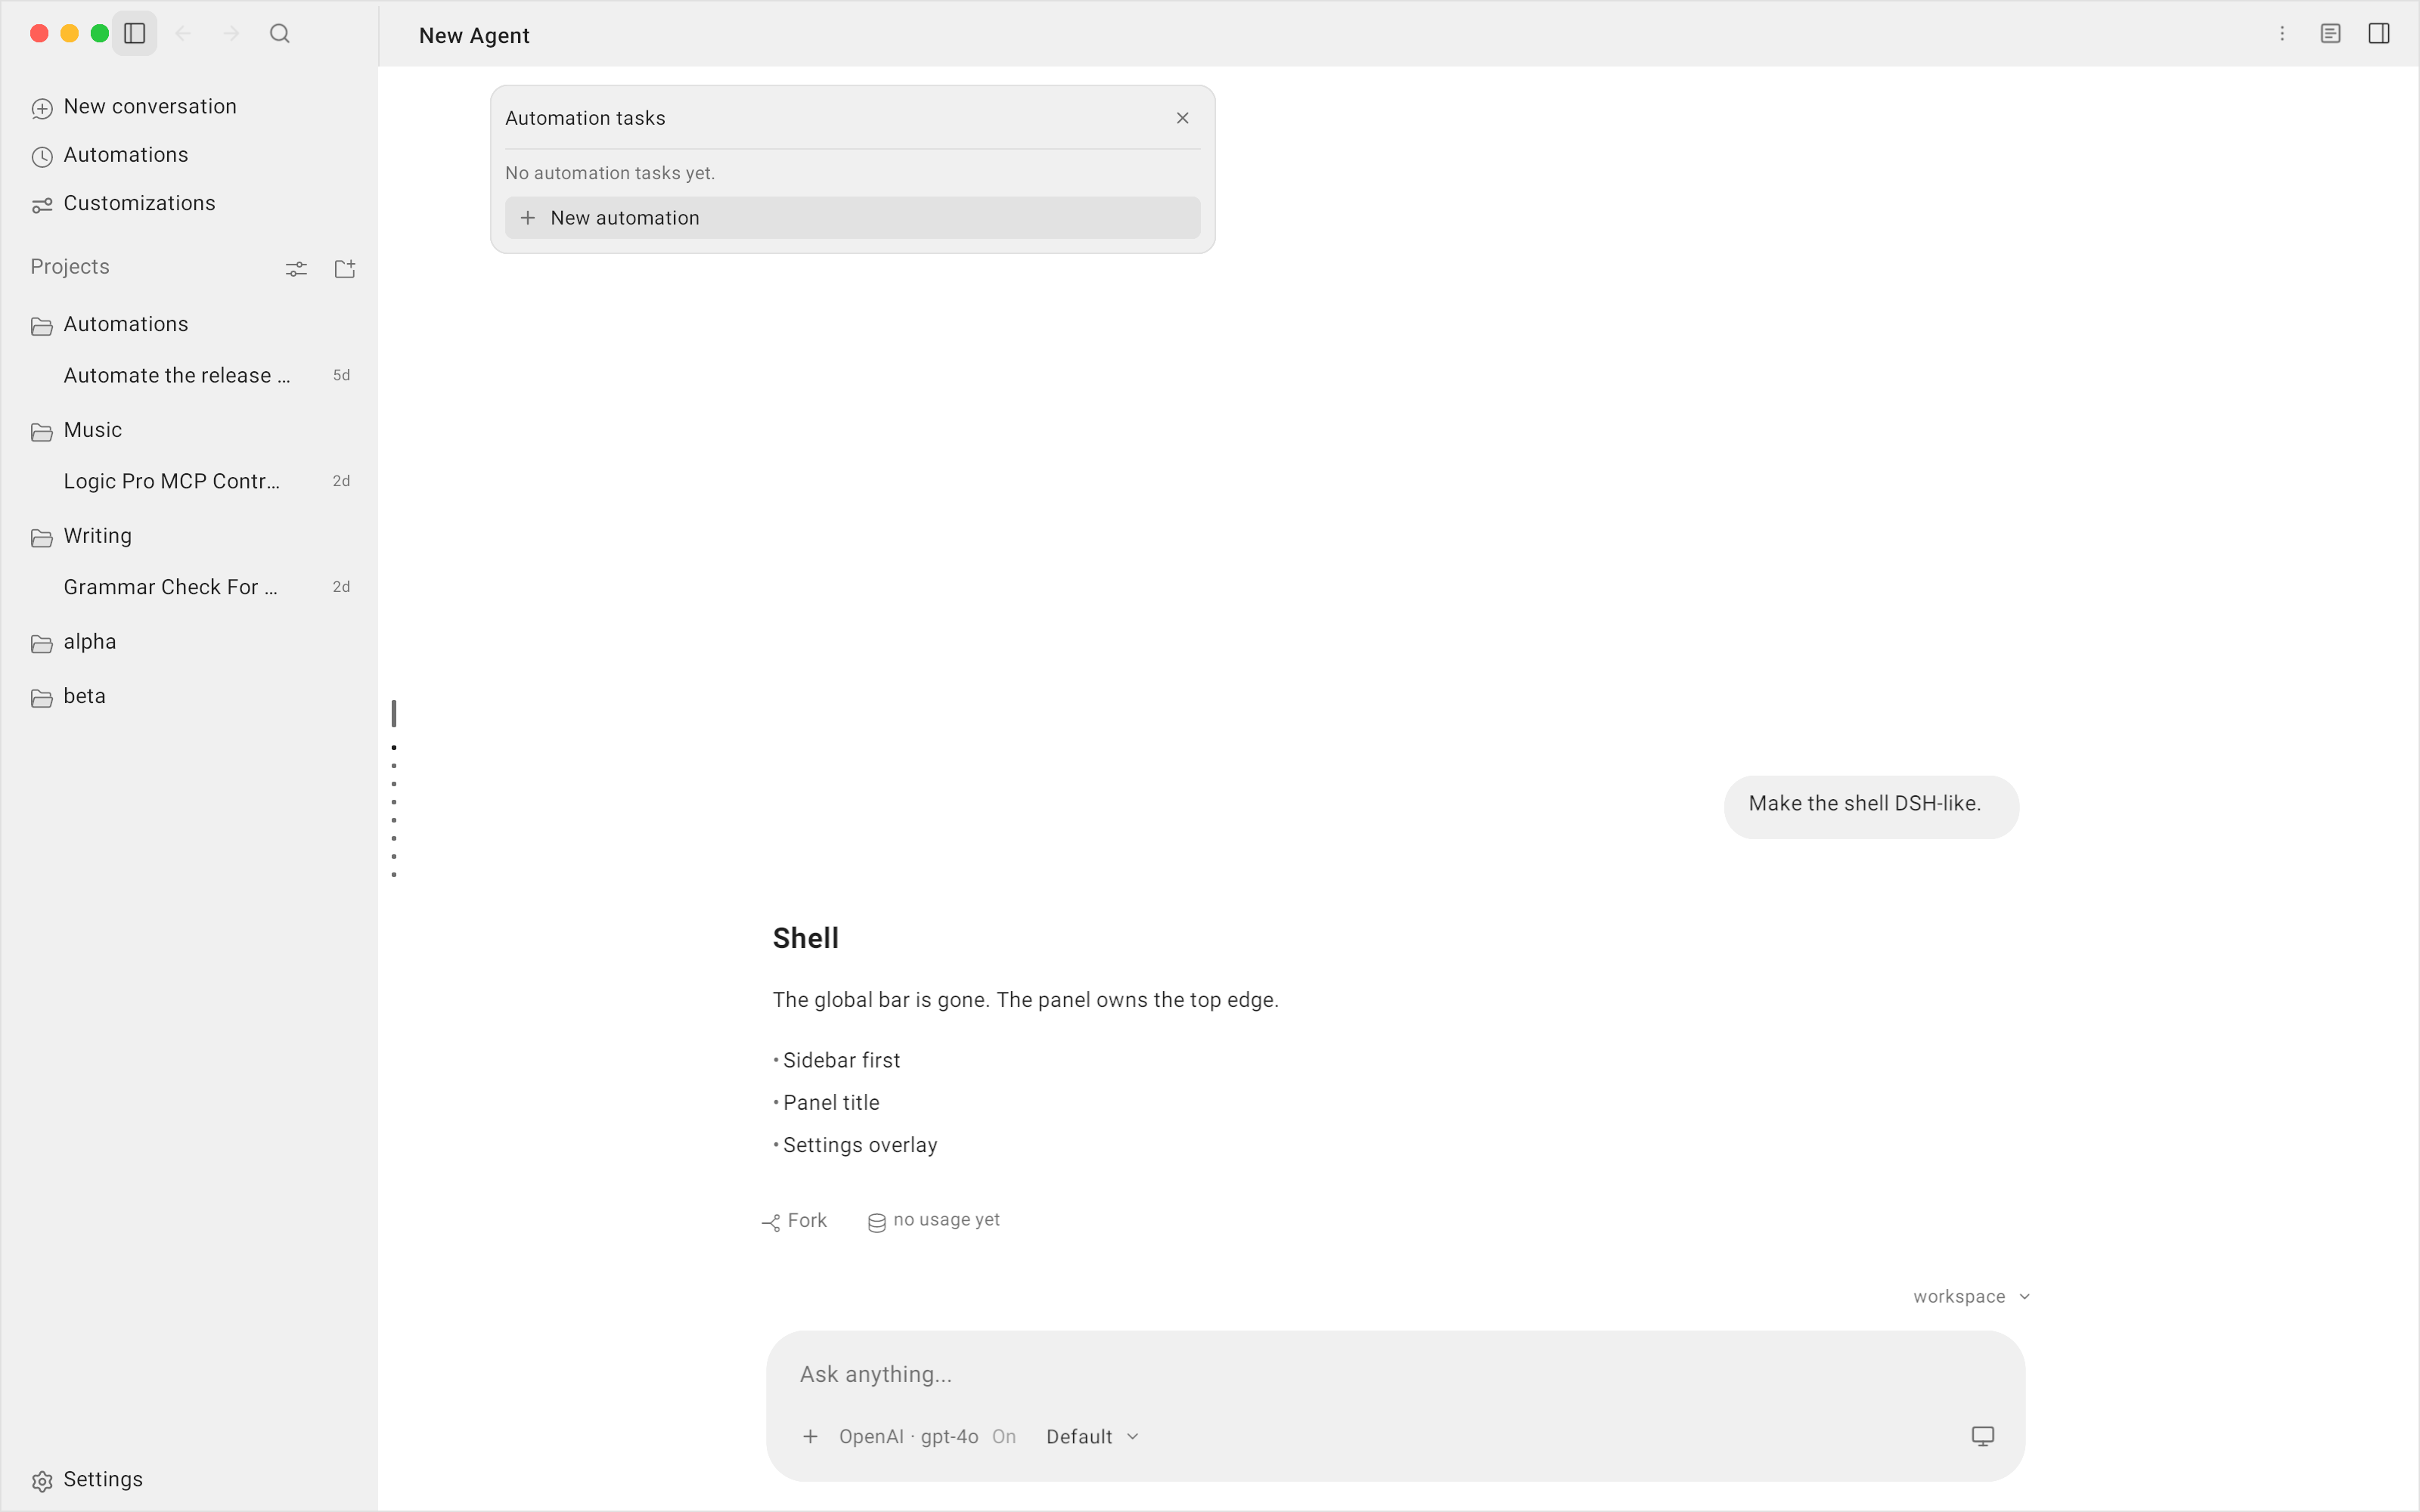 New Agent
New conversation
Automations
Customizations
Projects
Automations
Automate the release ... 5d
Music
Logic Pro MCP Contr... 2d
Writing
Grammar Check For ... 2d
alpha
beta
Settings
Automation tasks
No automation tasks yet.
New automation
Make the shell DSH-like.
Shell
The global bar is gone. The panel owns the top edge.
• Sidebar first
• Panel title
• Settings overlay
Fork no usage yet
workspace
Ask anything...
OpenAI · gpt-4o On Default